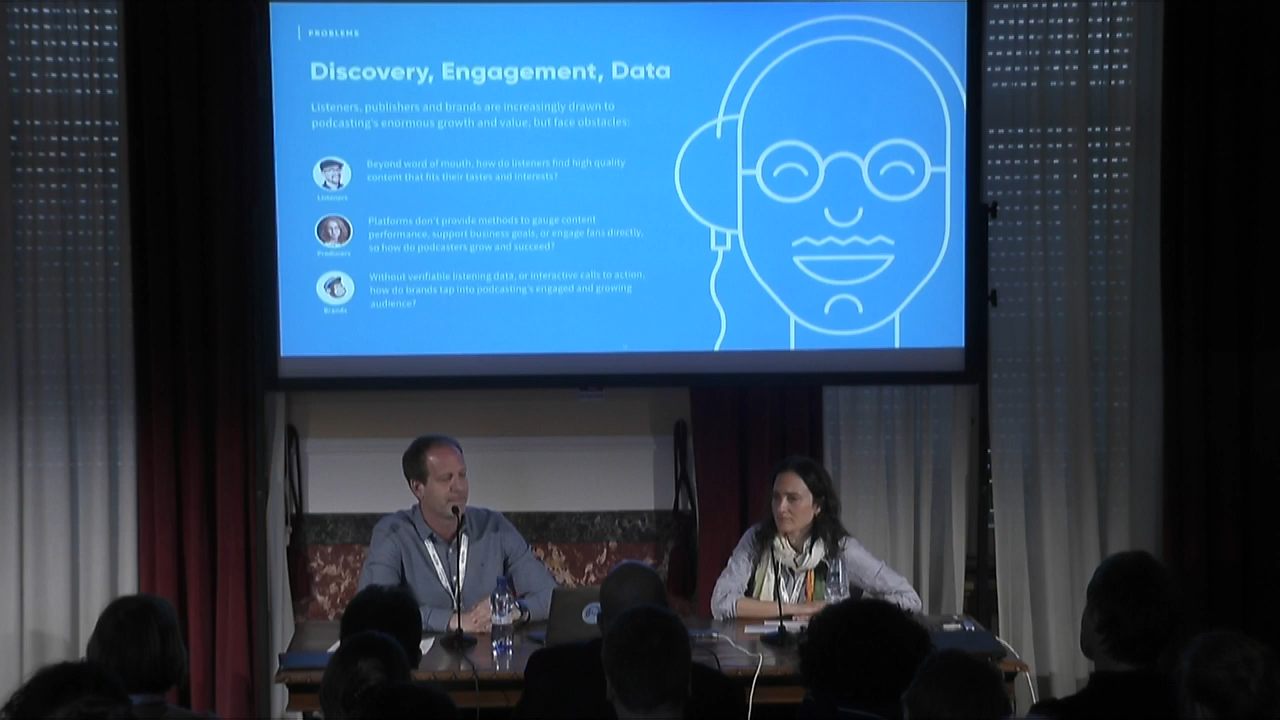 PROBLEMS
Discovery, Engagement, Data
Listeners, publishers and brands are increasingly drawn to
podcasting's enormous growth and value, but face obstacles:
Beyond word of mouth, how do listeners find high quality
content that fits their tastes and interests?
Listeners
Platforms don't provide methods to gauge content
performance, support business goals, or engage fans directly,
so how do podcasters grow and succeed?
Producers
Without verifiable listening data, or interactive calls to action,
how do brands tap into podcasting's engaged and growing
audience?
Brands